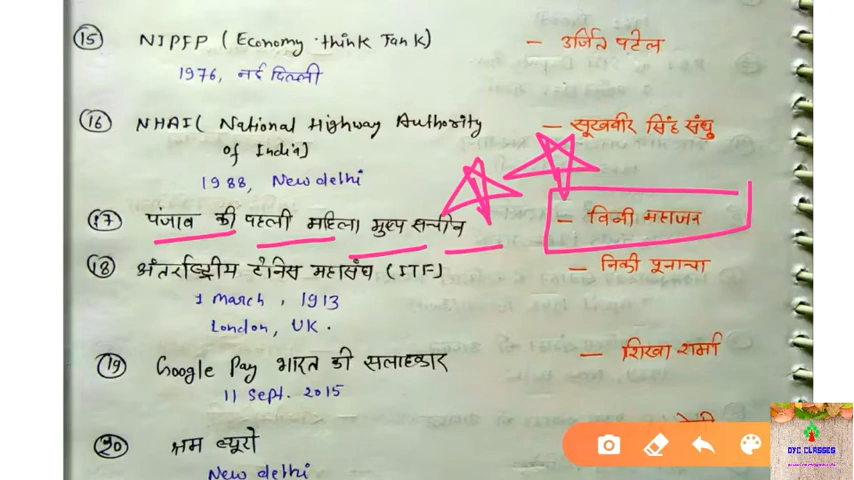 15 NIPFP (Economy think Tank) - उर्जित पटेल
1976, नई दिल्ली
16 NHAI ( National Highway Authority - सूखबीर सिंह संधु
of India)
1988, New delhi
17 पंजाब की पहली महिला मुख्य सचीव - विनी महाजन
18 अंतर्राष्ट्रीय टेनिस महासंघ (ITF) - निकी पूनाचा
1 March, 1913
London, UK.
19 Google Pay भारत की सलाहकार - शिखा शर्मा
11 Sept. 2015
20 श्रम ब्यूरो
New delhi
DYC CLASSES